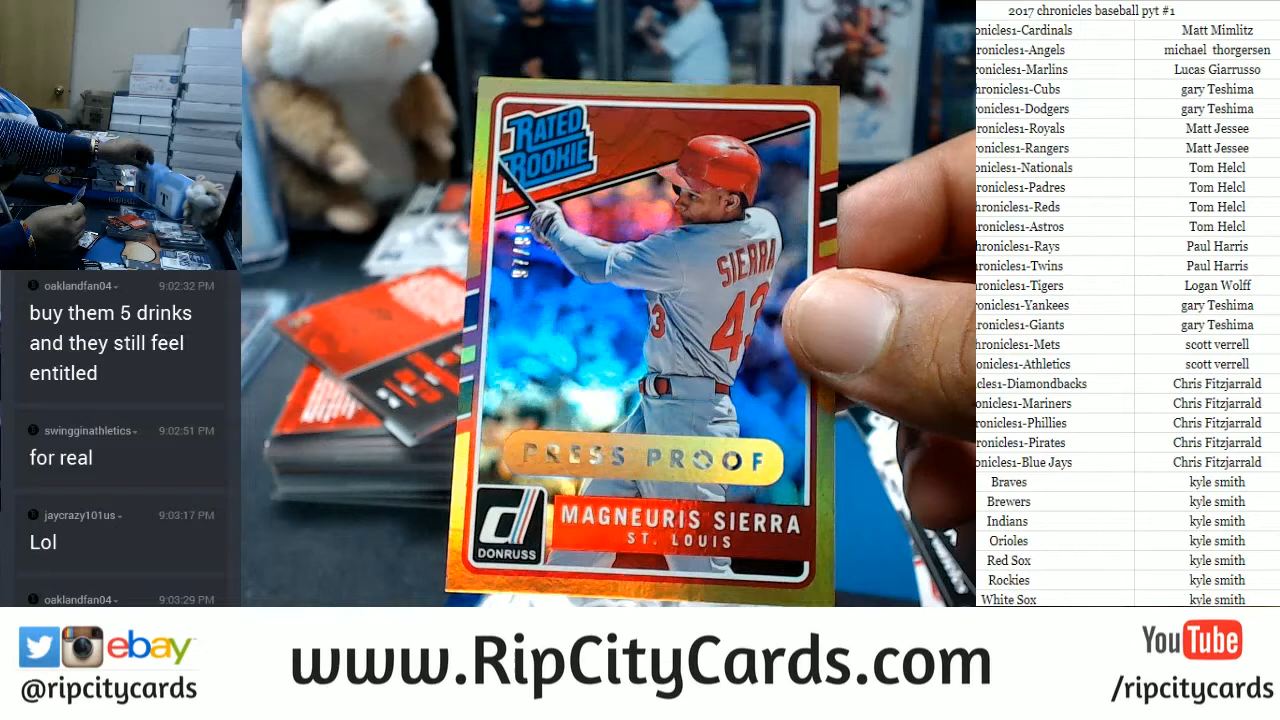 oaklandfan04 9:02:32 PM
buy them 5 drinks
and they still feel
entitled
swingginathletics 9:02:51 PM
for real
jaycrazy101us 9:03:17 PM
Lol
oaklandfan04 9:03:29 PM
RATED
ROOKIE
SIERRA
43
PRESS PROOF
d
DONRUSS
MAGNEURIS SIERRA
ST. LOUIS
2017 chronicles baseball pyt #1
onicles1-Cardinals Matt Mimlitz
ronicles1-Angels michael thorgersen
ronicles1-Marlins Lucas Giarrusso
hronicles1-Cubs gary Teshima
ronicles1-Dodgers gary Teshima
ronicles1-Royals Matt Jessee
ronicles1-Rangers Matt Jessee
onicles1-Nationals Tom Helcl
ronicles1-Padres Tom Helcl
hronicles1-Reds Tom Helcl
ronicles1-Astros Tom Helcl
hronicles1-Rays Paul Harris
ronicles1-Twins Paul Harris
ronicles1-Tigers Logan Wolff
ronicles1-Yankees gary Teshima
ronicles1-Giants gary Teshima
hronicles1-Mets scott verrell
onicles1-Athletics scott verrell
cles1-Diamondbacks Chris Fitzjarrald
onicles1-Mariners Chris Fitzjarrald
ronicles1-Phillies Chris Fitzjarrald
ronicles1-Pirates Chris Fitzjarrald
onicles1-Blue Jays Chris Fitzjarrald
Braves kyle smith
Brewers kyle smith
Indians kyle smith
Orioles kyle smith
Red Sox kyle smith
Rockies kyle smith
White Sox kyle smith
ebay
@ripcitycards
www.RipCityCards.com
YouTube
/ripcitycards